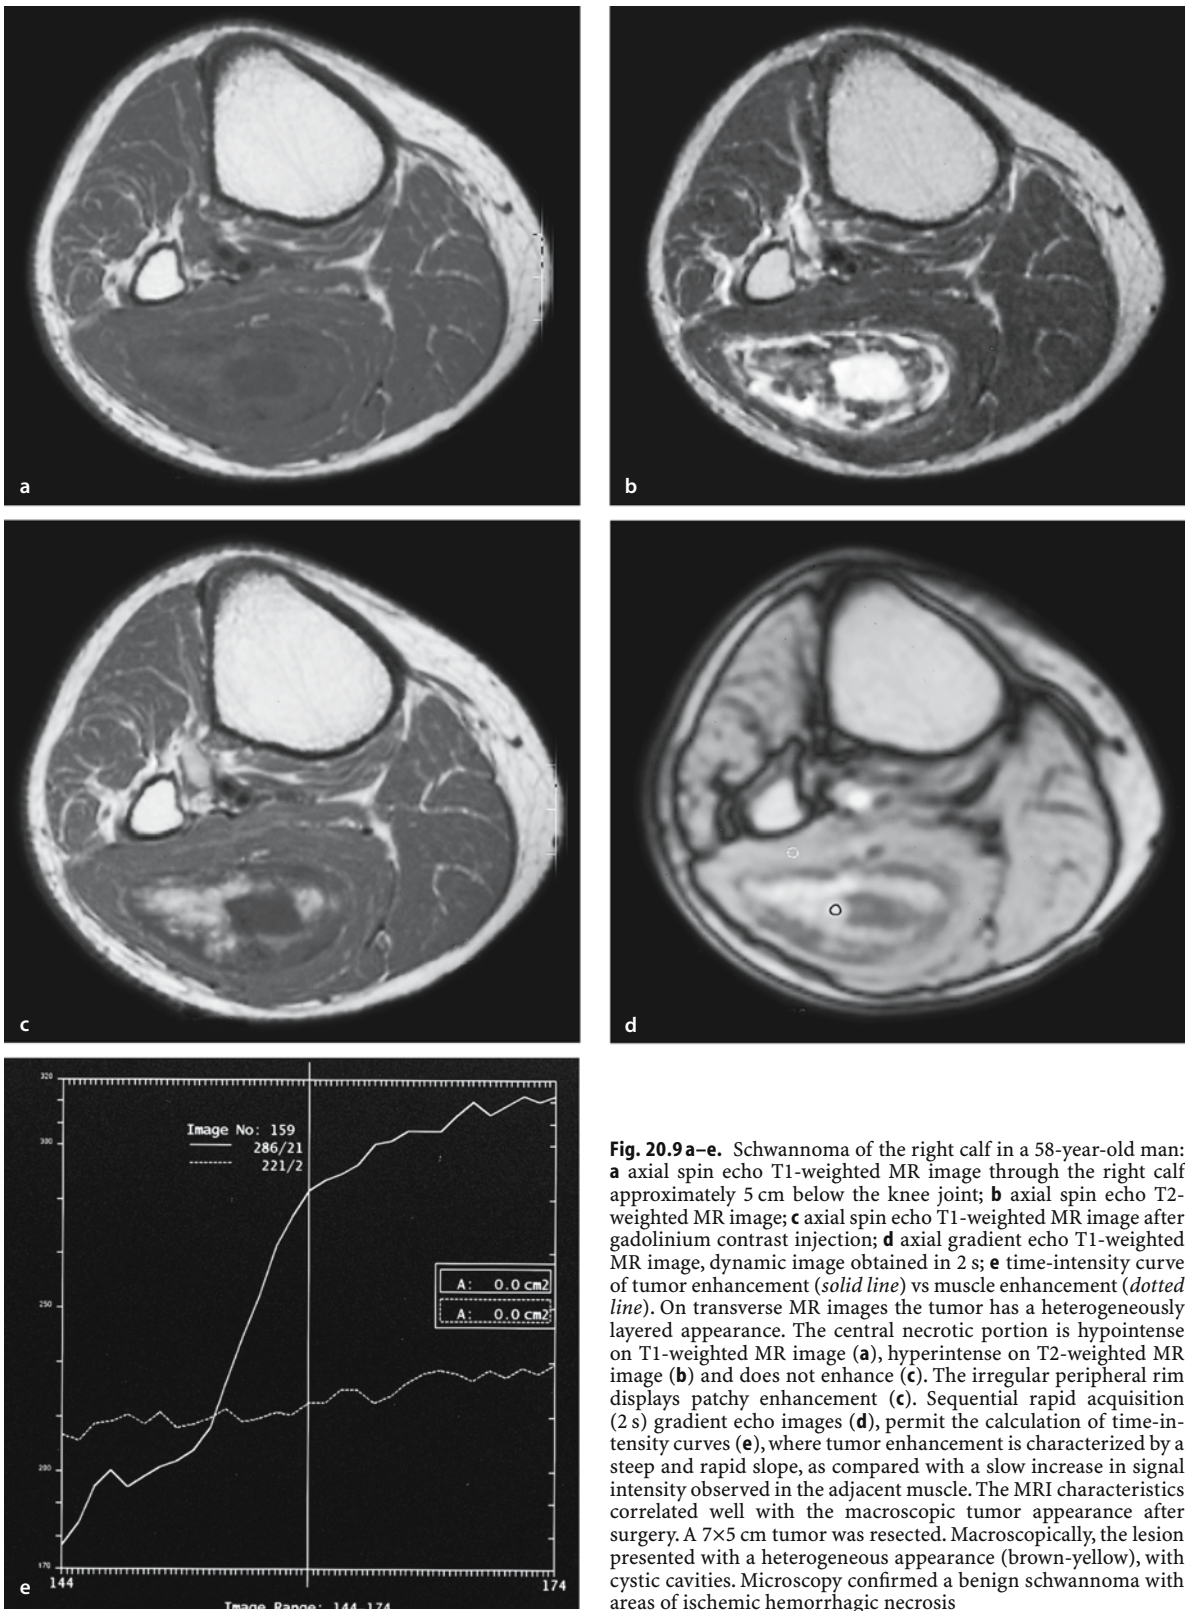 a
b
c
d
320
300
Image No: 159
286/21
221/2
250
A: 0.0 cm2
A: 0.0 cm2
200
170
144
174
Image Range: 144 174
e
Fig. 20.9 a–e. Schwannoma of the right calf in a 58-year-old man:
a axial spin echo T1-weighted MR image through the right calf
approximately 5 cm below the knee joint; b axial spin echo T2-
weighted MR image; c axial spin echo T1-weighted MR image after
gadolinium contrast injection; d axial gradient echo T1-weighted
MR image, dynamic image obtained in 2 s; e time-intensity curve
of tumor enhancement (solid line) vs muscle enhancement (dotted
line). On transverse MR images the tumor has a heterogeneously
layered appearance. The central necrotic portion is hypointense
on T1-weighted MR image (a), hyperintense on T2-weighted MR
image (b) and does not enhance (c). The irregular peripheral rim
displays patchy enhancement (c). Sequential rapid acquisition
(2 s) gradient echo images (d), permit the calculation of time-in-
tensity curves (e), where tumor enhancement is characterized by a
steep and rapid slope, as compared with a slow increase in signal
intensity observed in the adjacent muscle. The MRI characteristics
correlated well with the macroscopic tumor appearance after
surgery. A 7×5 cm tumor was resected. Macroscopically, the lesion
presented with a heterogeneous appearance (brown-yellow), with
cystic cavities. Microscopy confirmed a benign schwannoma with
areas of ischemic hemorrhagic necrosis